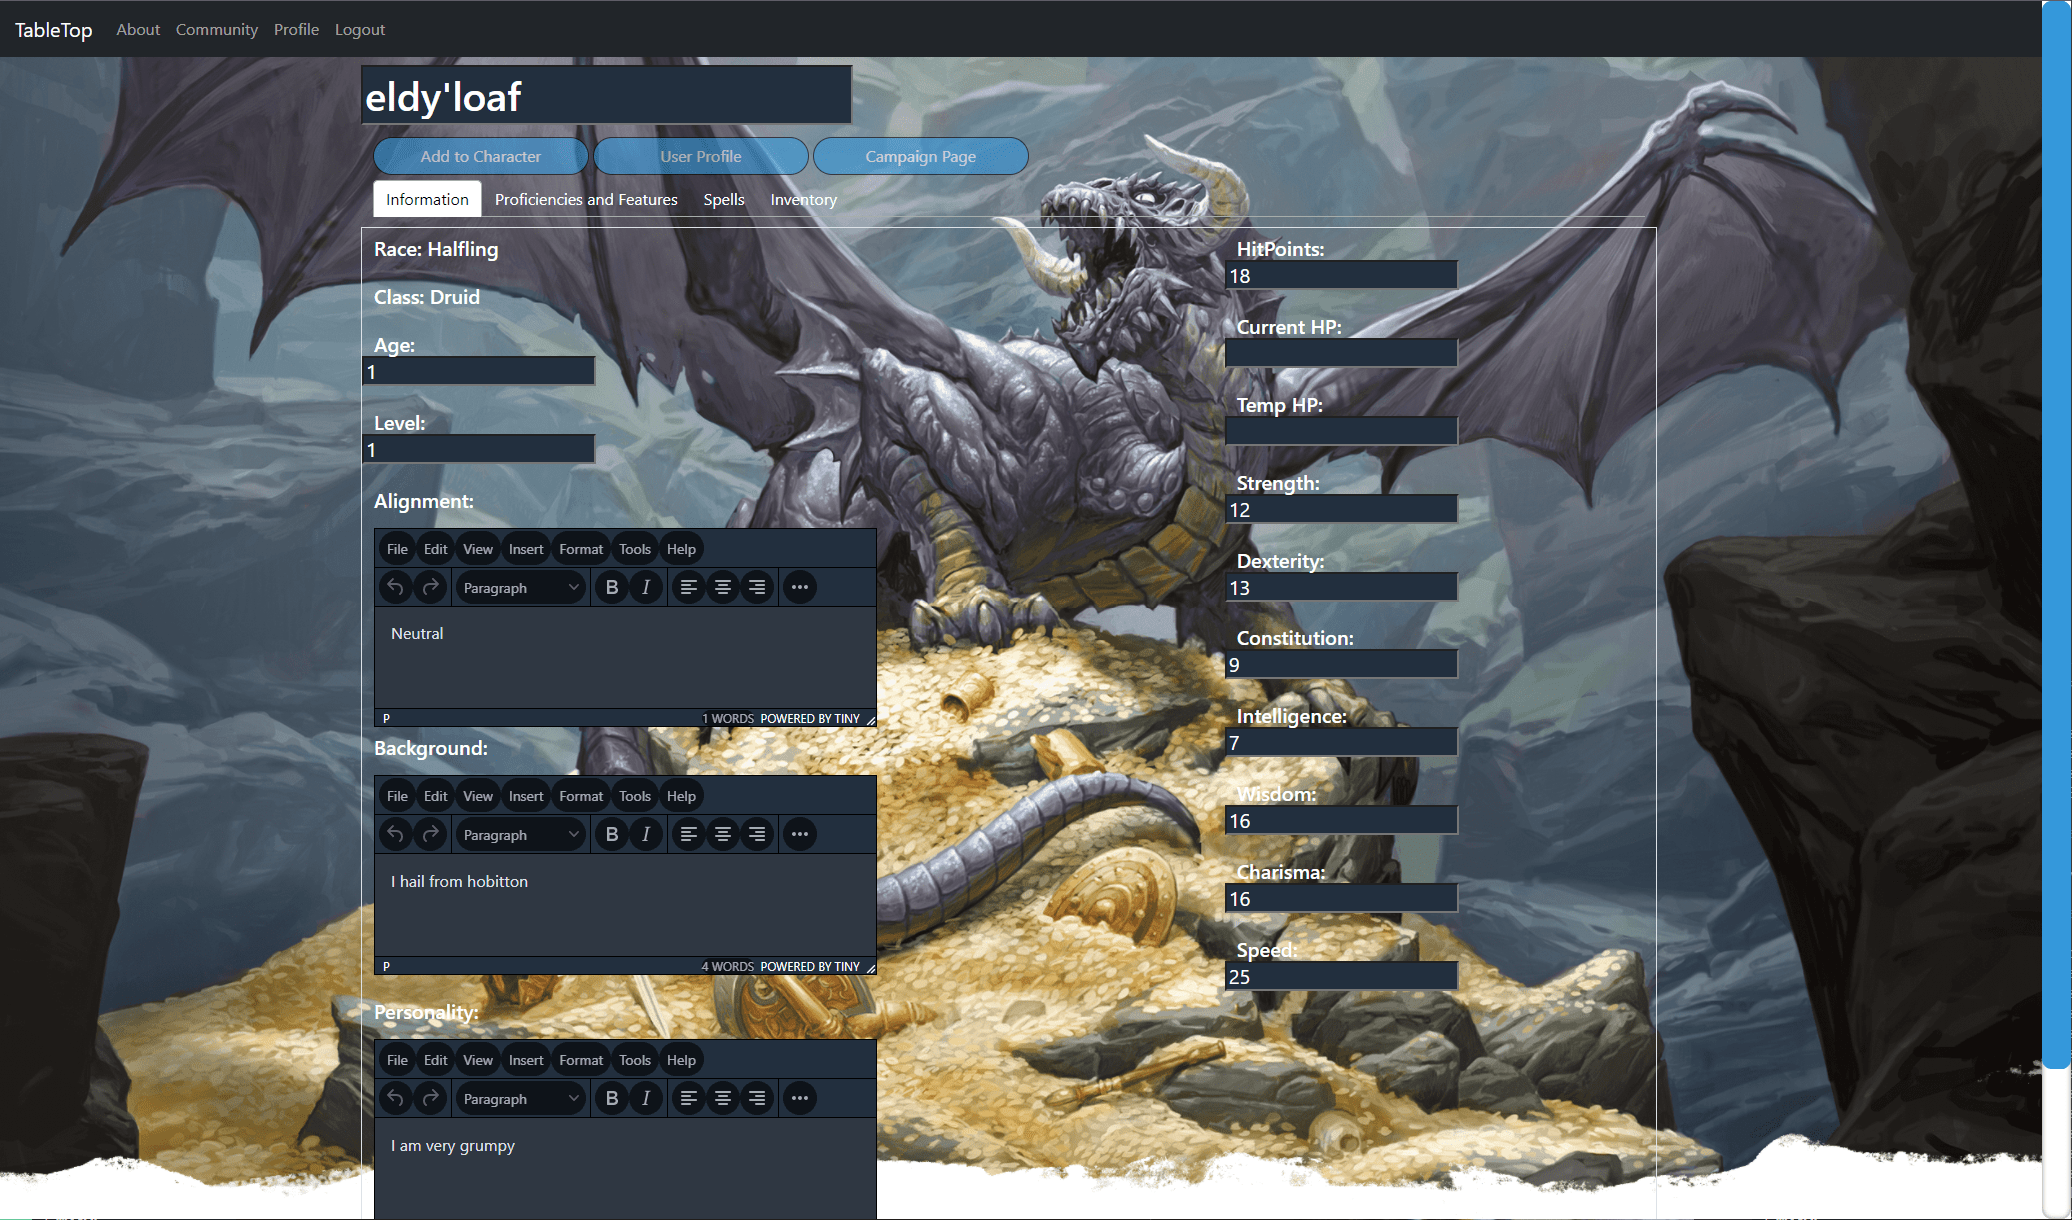 TableTop About Community Profile Logout
eldy'loaf
Add to Character User Profile Campaign Page
Information Proficiencies and Features Spells Inventory
Race: Halfling
Class: Druid
Age:
1
Level:
1
Alignment:
File Edit View Insert Format Tools Help
Paragraph B I
Neutral
P 1 WORDS POWERED BY TINY
Background:
File Edit View Insert Format Tools Help
Paragraph B I
I hail from hobitton
P 4 WORDS POWERED BY TINY
Personality:
File Edit View Insert Format Tools Help
Paragraph B I
I am very grumpy
HitPoints:
18
Current HP:
Temp HP:
Strength:
12
Dexterity:
13
Constitution:
9
Intelligence:
7
Wisdom:
16
Charisma:
16
Speed:
25